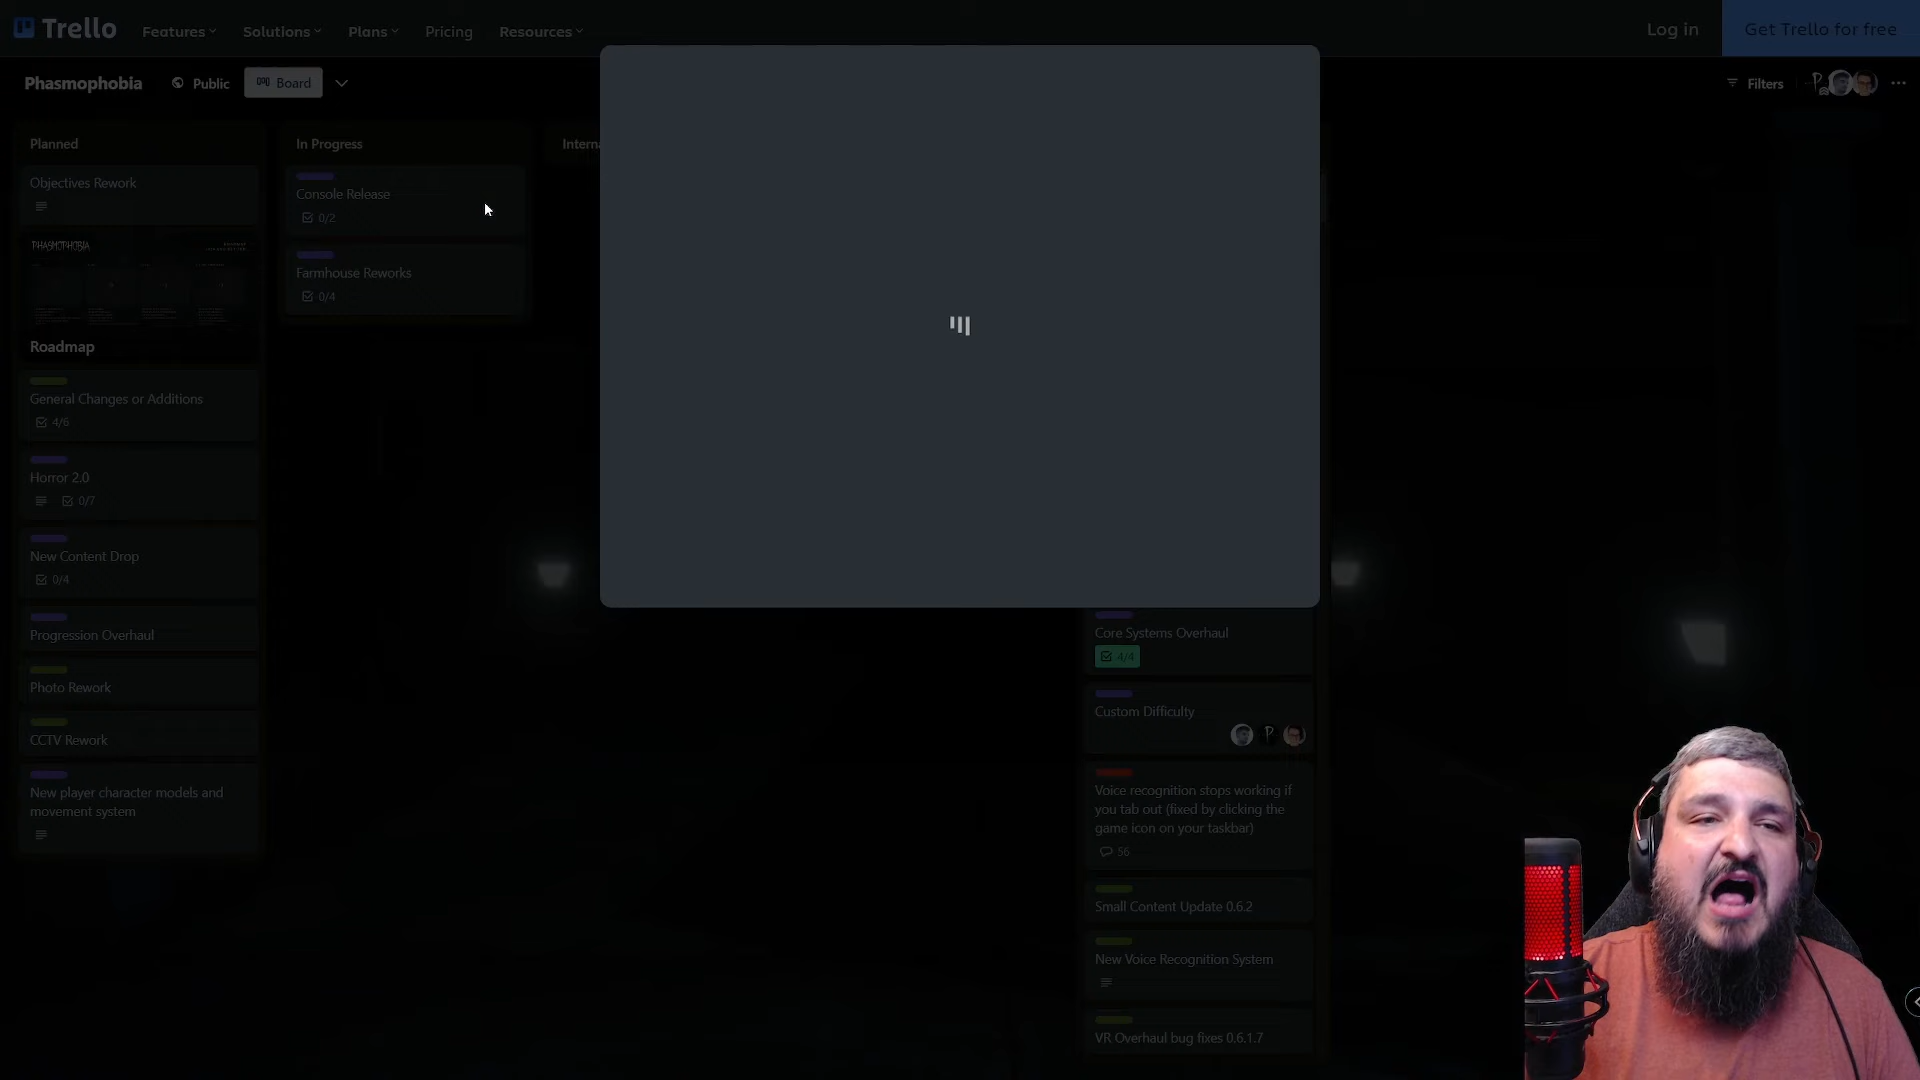 Trello
Features
Solutions
Plans
Pricing
Resources
Log in
Get Trello for free
Phasmophobia
Public
Board
Filters
Planned
Objectives Rework
PHASMOPHOBIA
Roadmap
General Changes or Additions
4/6
Horror 2.0
0/7
New Content Drop
0/4
Progression Overhaul
Photo Rework
CCTV Rework
New player character models and
movement system
In Progress
Console Release
0/2
Farmhouse Reworks
0/4
Interna
Core Systems Overhaul
4/4
Custom Difficulty
Voice recognition stops working if
you tab out (fixed by clicking the
game icon on your taskbar)
56
Small Content Update 0.6.2
New Voice Recognition System
VR Overhaul bug fixes 0.6.1.7